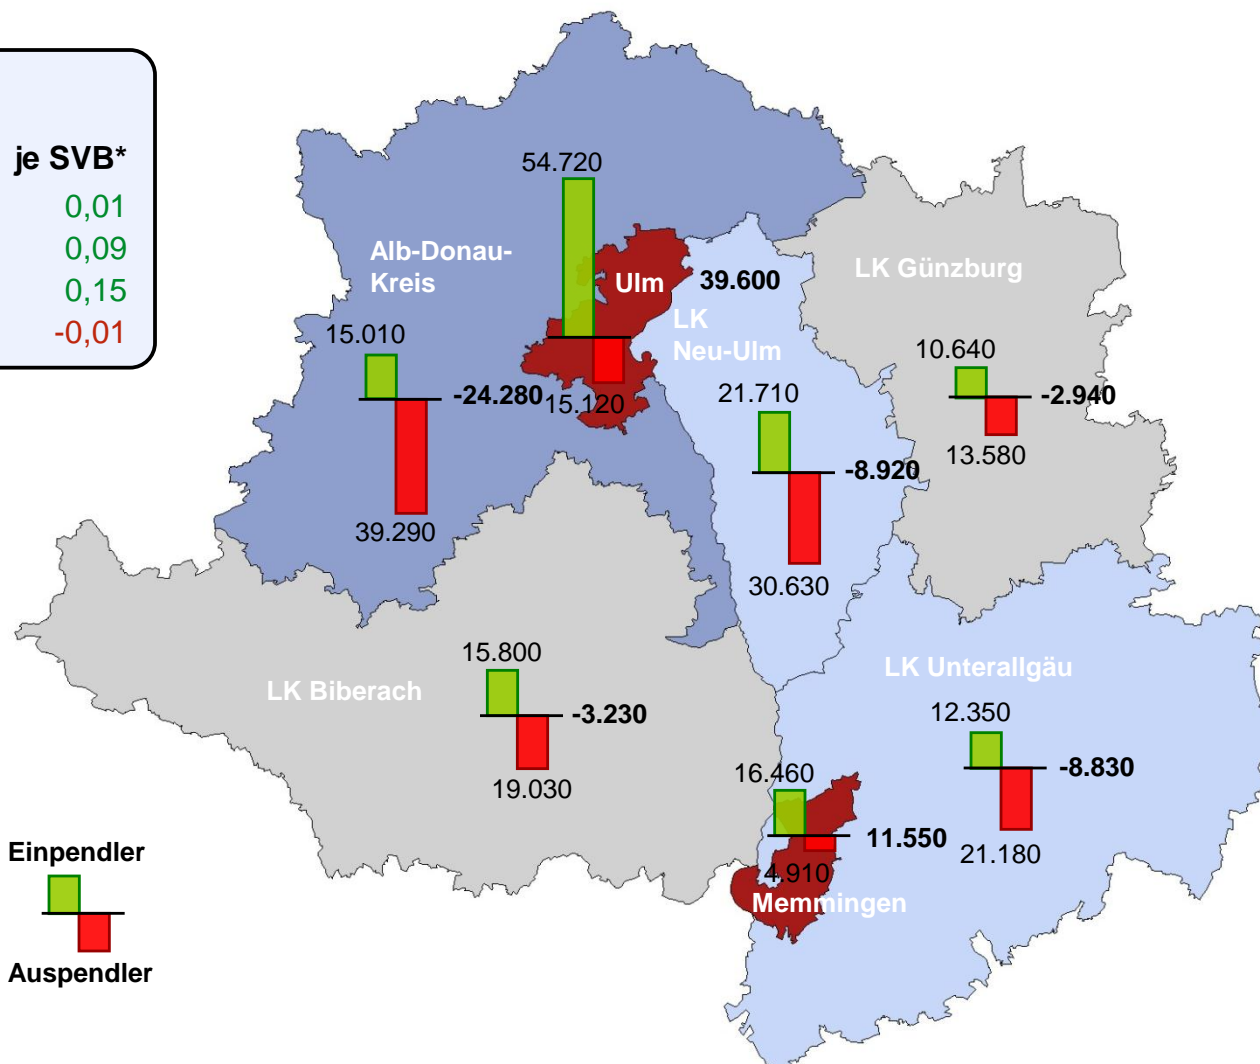 je SVB*
0,01
0,09
0,15
-0,01
54.720
Alb-Donau-
Kreis
Ulm
39.600
LK Günzburg
LK
Neu-Ulm
15.010
10.640
-24.280
15.120
21.710
-2.940
13.580
-8.920
39.290
30.630
15.800
LK Biberach
-3.230
19.030
LK Unterallgäu
12.350
-8.830
21.180
16.460
11.550
4.910
Memmingen
Einpendler
Auspendler